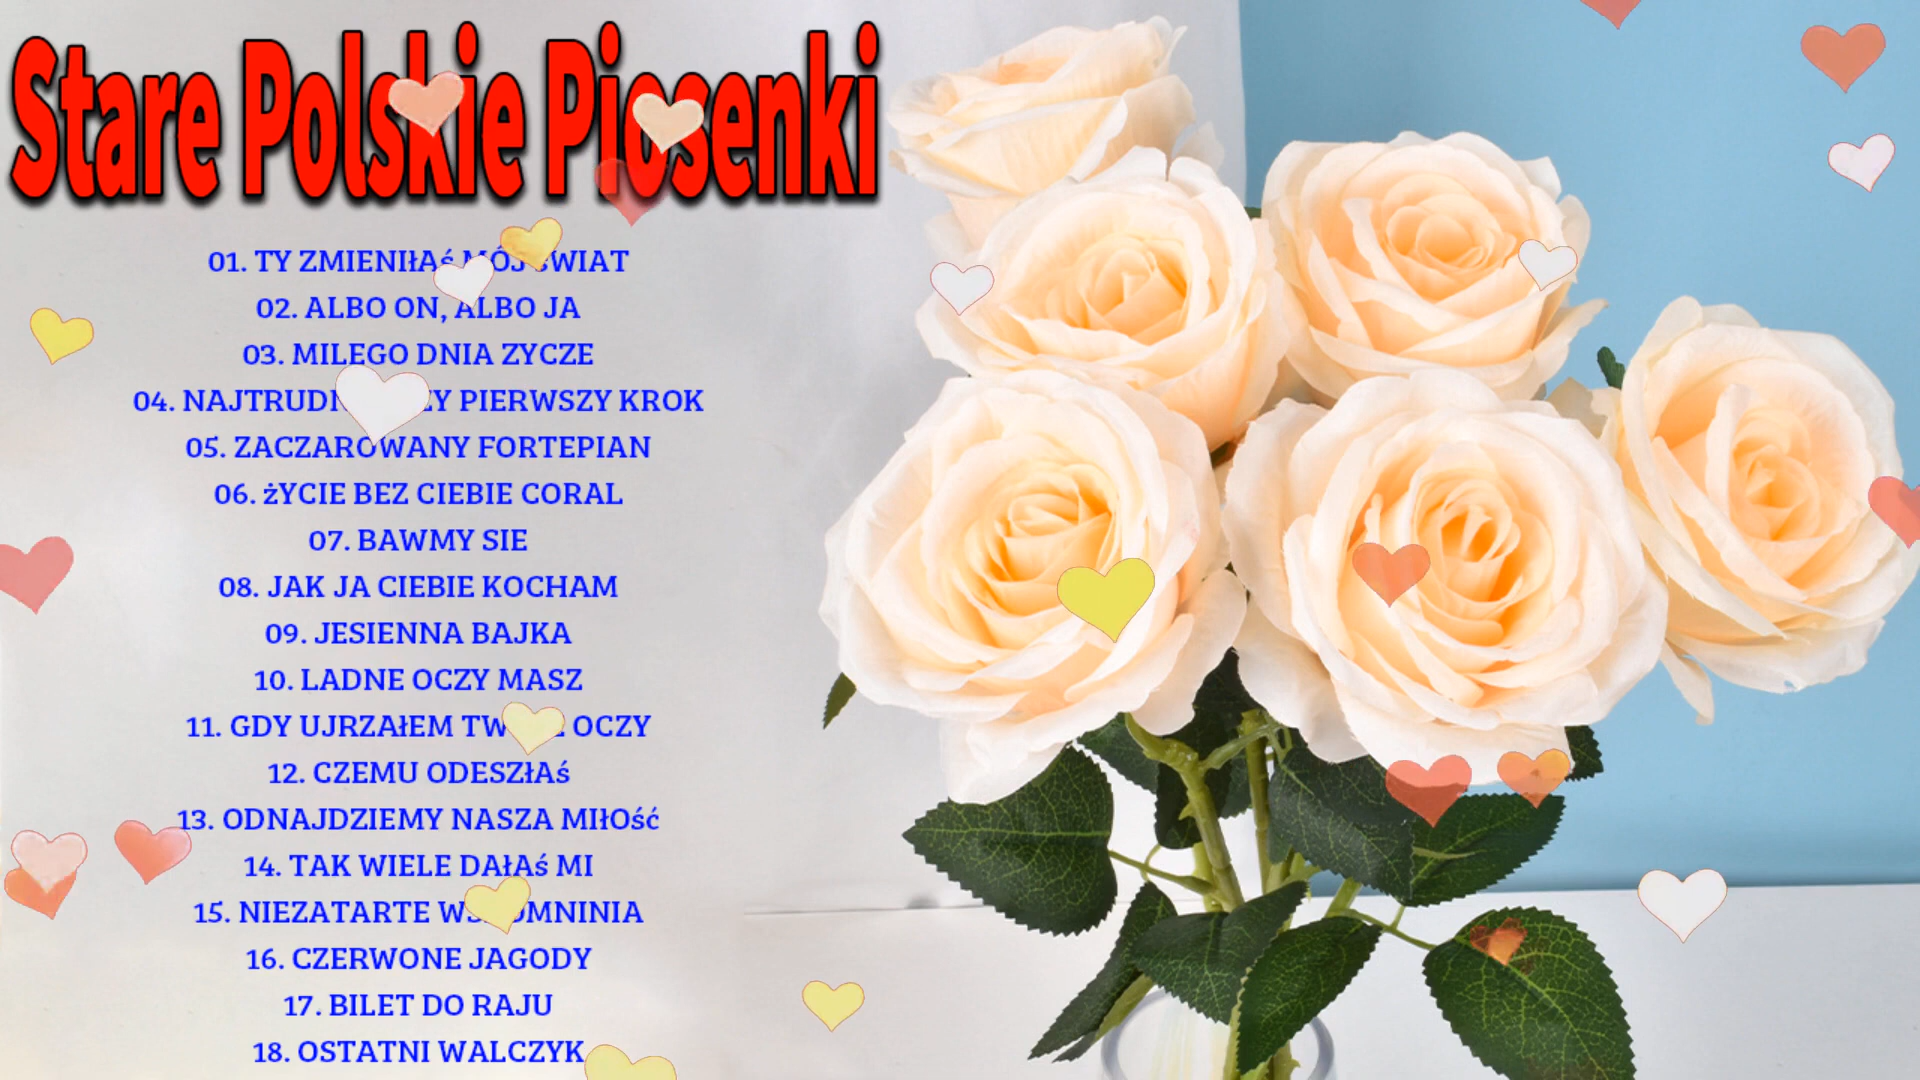 Stare Polskie Piosenki
01. TY ZMIENIłAś MÓJ śWIAT
02. ALBO ON, ALBO JA
03. MILEGO DNIA ZYCZE
04. PIERWSZY KROK
05. ZACZAROWANY FORTEPIAN
06. żYCIE BEZ CIEBIE CORAL
07. BAWMY SIE
08. JAK JA CIEBIE KOCHAM
09. JESIENNA BAJKA
10. LADNE OCZY MASZ
11. GDY UJRZAłEM OCZY
12. CZEMU ODESZłAś
13. ODNAJDZIEMY NASZA MIłOść
14. TAK WIELE DAłAś MI
15. NIEZATARTE
16. CZERWONE JAGODY
17. BILET DO RAJU
18. OSTATNI WALCZYK